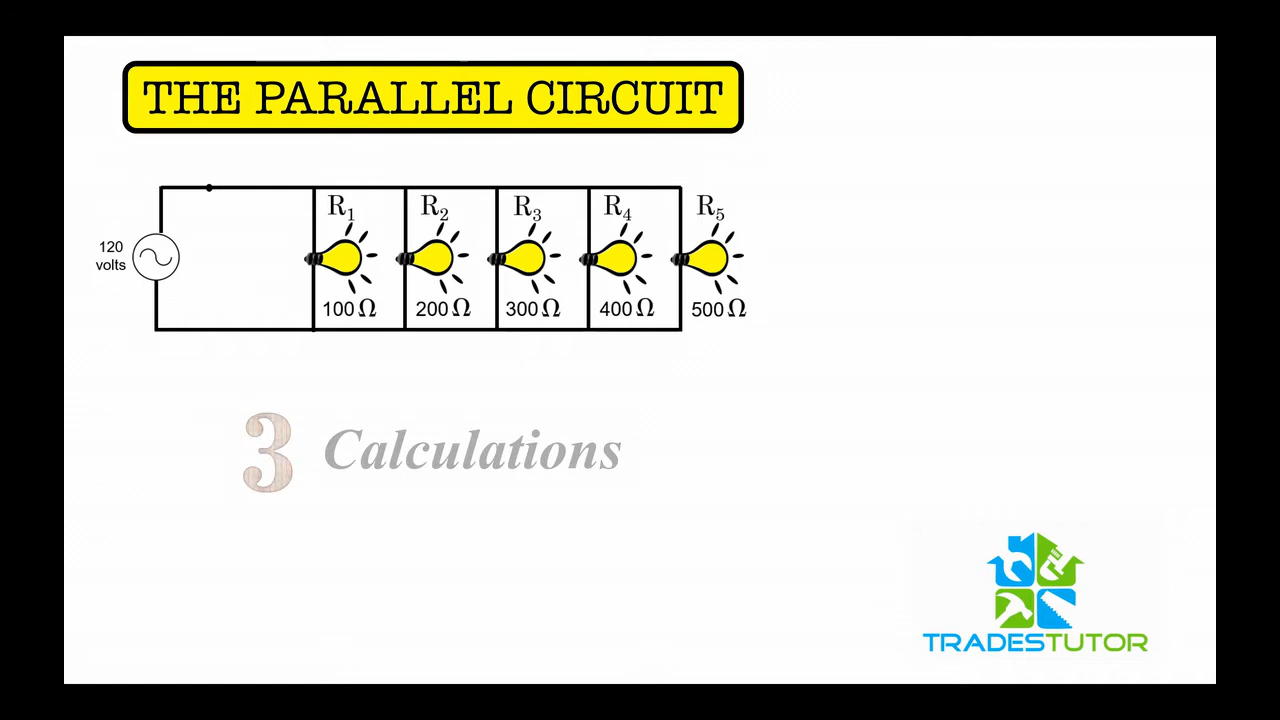 THE PARALLEL CIRCUIT
R1 R2 R3 R4 R5
120
volts
100 Ω 200 Ω 300 Ω 400 Ω 500 Ω
3 Calculations
TRADESTUTOR